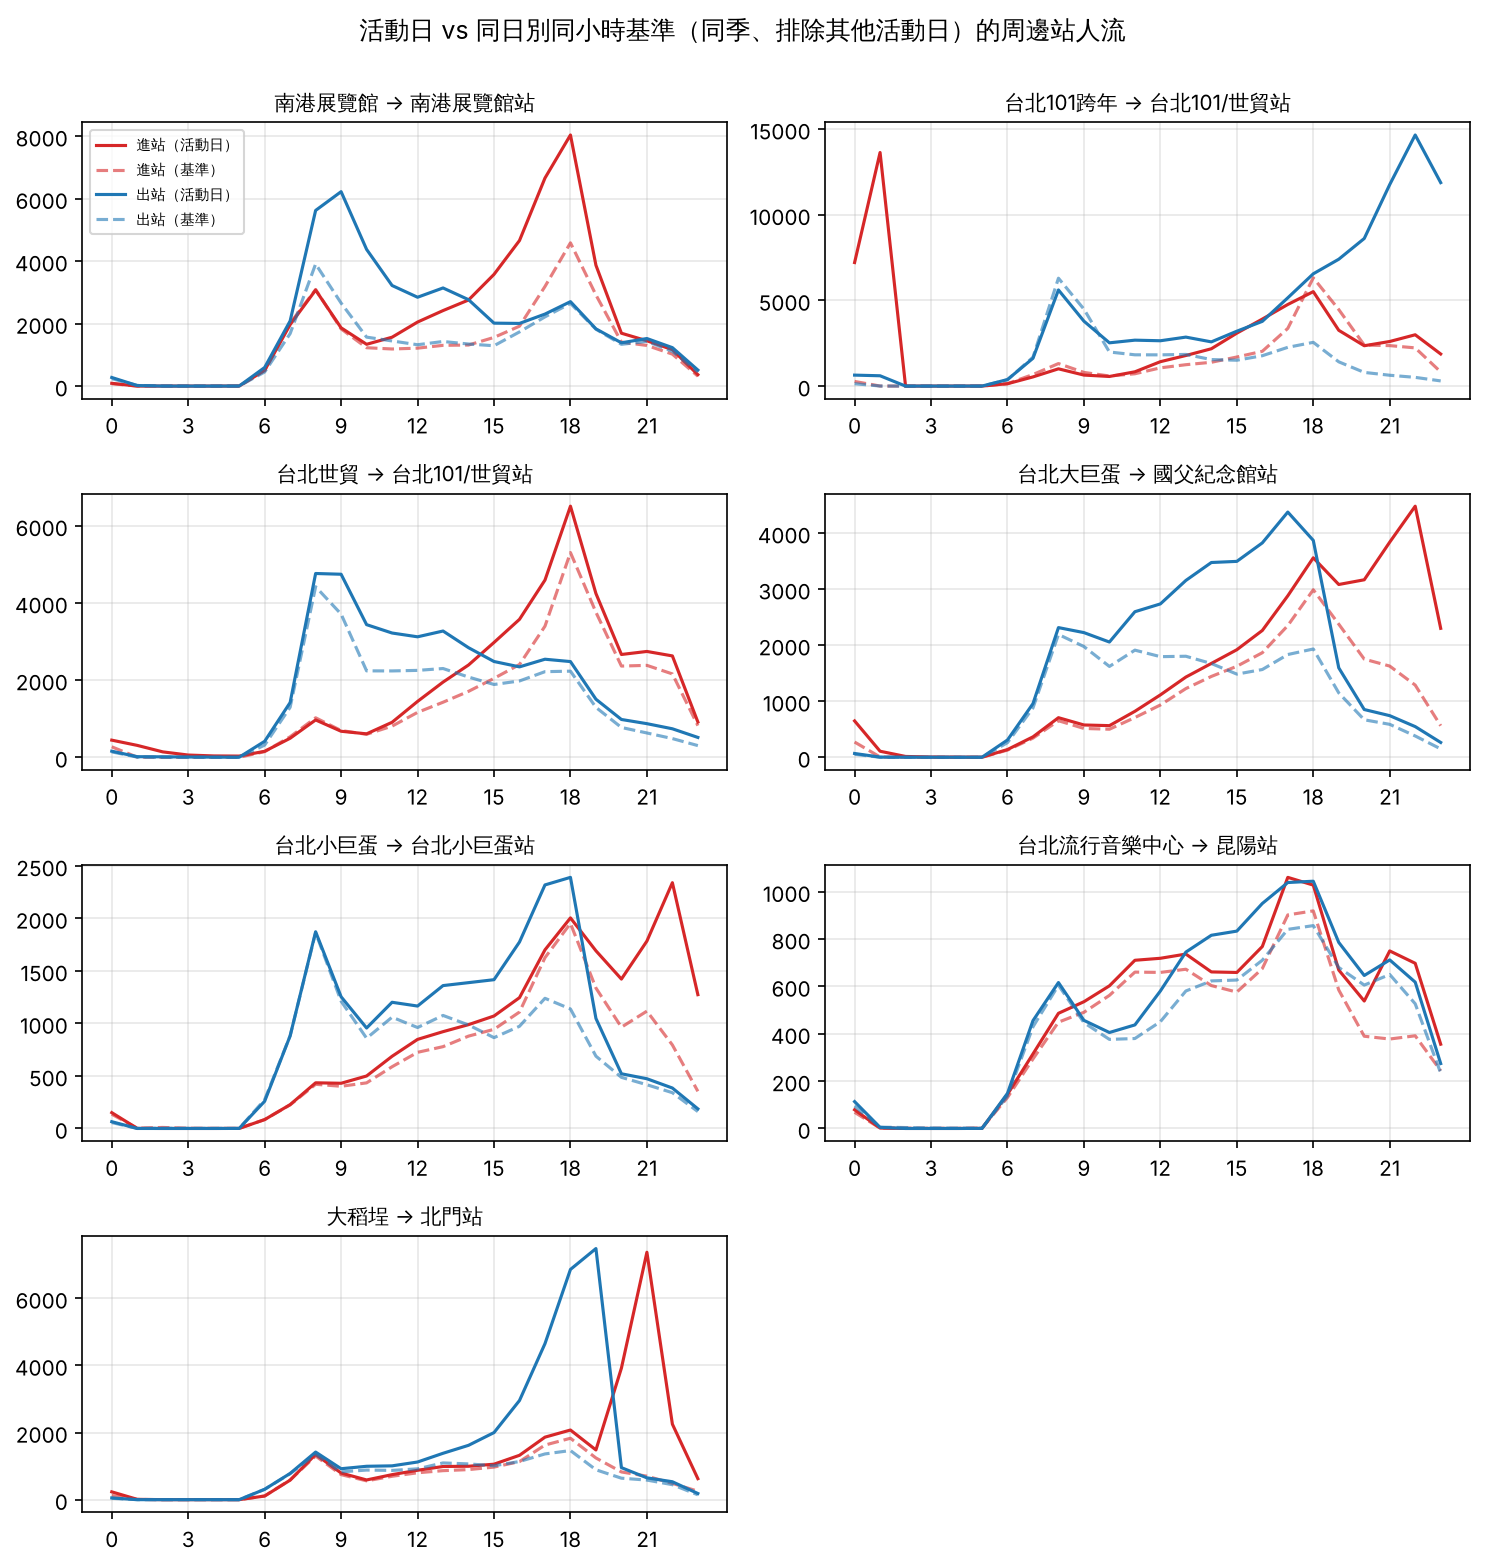 活動日 vs 同日別同小時基準（同季、排除其他活動日）的周邊站人流
南港展覽館 → 南港展覽館站
8000
6000
4000
2000
0
進站（活動日）
進站（基準）
出站（活動日）
出站（基準）
0 3 6 9 12 15 18 21
台北101跨年 → 台北101/世貿站
15000
10000
5000
0
0 3 6 9 12 15 18 21
台北世貿 → 台北101/世貿站
6000
4000
2000
0
0 3 6 9 12 15 18 21
台北大巨蛋 → 國父紀念館站
4000
3000
2000
1000
0
0 3 6 9 12 15 18 21
台北小巨蛋 → 台北小巨蛋站
2500
2000
1500
1000
500
0
0 3 6 9 12 15 18 21
台北流行音樂中心 → 昆陽站
1000
800
600
400
200
0
0 3 6 9 12 15 18 21
大稻埕 → 北門站
6000
4000
2000
0
0 3 6 9 12 15 18 21